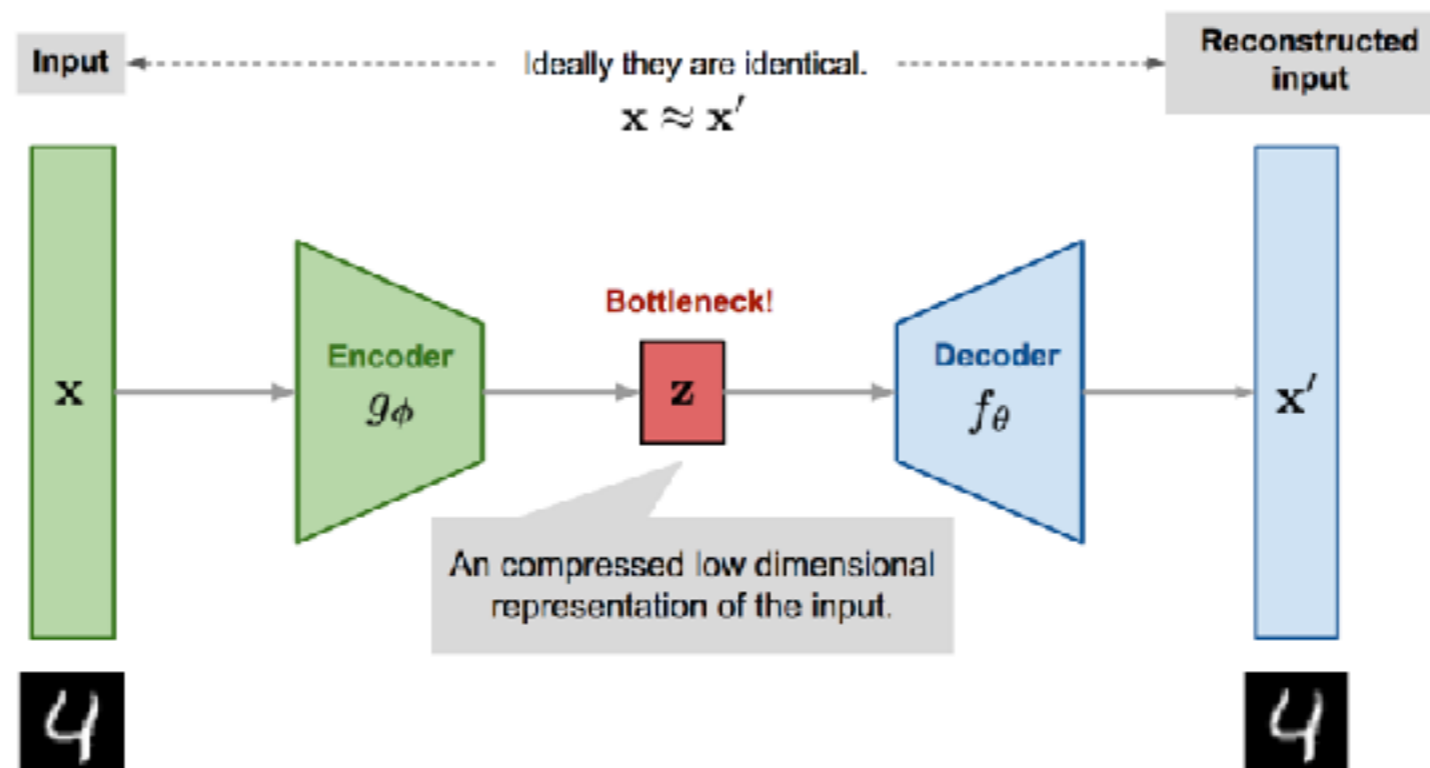 Input
Ideally they are identical.
x ≈ x′
Reconstructed
input
Bottleneck!
x
Encoder
gϕ
z
Decoder
fθ
x′
An compressed low dimensional
representation of the input.
4
4